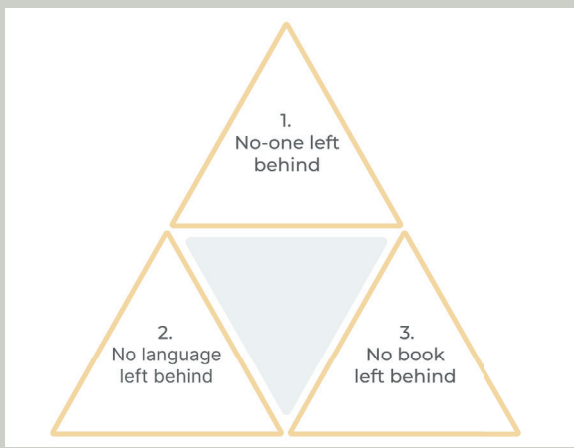 1.
No-one left
behind
2.
No language
left behind
3.
No book
left behind